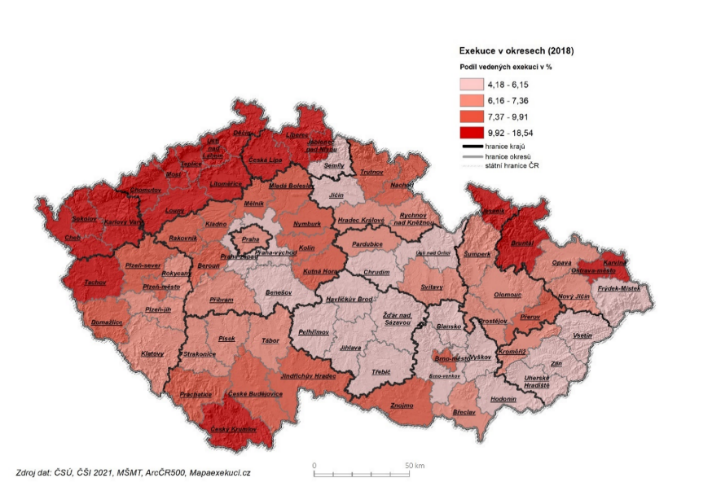 Exekuce v okresech (2018)
Podíl vedených exekucí v %
4,18 - 6,15
6,16 - 7,36
7,37 - 9,91
9,92 - 18,54
hranice krajů
hranice okresů
státní hranice ČR
Děčín
Liberec
Česká Lípa
Semily
Trutnov
Teplice
Most
Chomutov
Litoměřice
Louny
Mladá Boleslav
Jičín
Náchod
Sokolov
Karlovy Vary
Cheb
Mělník
Hradec Králové
Rychnov
nad Kněžnou
Jeseník
Bruntál
Rakovník
Kladno
Praha
Nymburk
Kolín
Pardubice
Ústí nad Orlicí
Šumperk
Opava
Karviná
Ostrava-město
Tachov
Plzeň-sever
Rokycany
Beroun
Praha-západ
Praha-východ
Kutná Hora
Chrudim
Svitavy
Olomouc
Nový Jičín
Frýdek-Místek
Plzeň-město
Příbram
Benešov
Havlíčkův Brod
Žďár nad
Sázavou
Domažlice
Plzeň-jih
Klatovy
Strakonice
Písek
Tábor
Pelhřimov
Jihlava
Třebíč
Blansko
Prostějov
Přerov
Vsetín
Brno-město
Brno-venkov
Vyškov
Kroměříž
Zlín
Uherské
Hradiště
Prachatice
České Budějovice
Jindřichův Hradec
Znojmo
Hodonín
Břeclav
Český Krumlov
Zdroj dat: ČSÚ, ČŠI 2021, MŠMT, ArcČR500, Mapaexekucí.cz
0 50 km